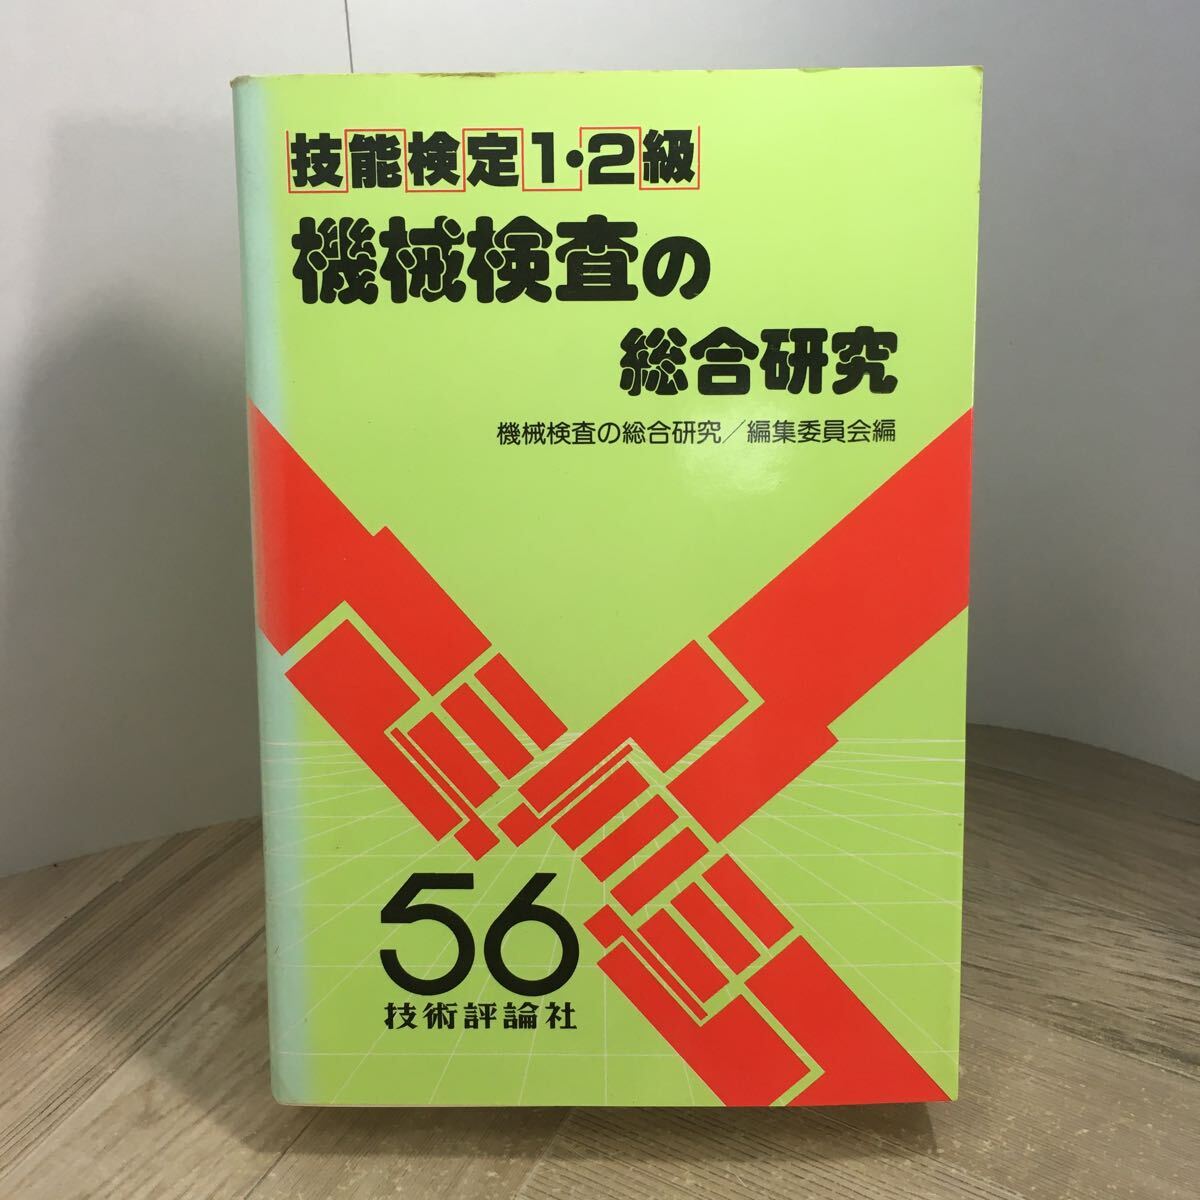 技能検定1・2級
機械検査の
総合研究
機械検査の総合研究／編集委員会編
56
技術評論社